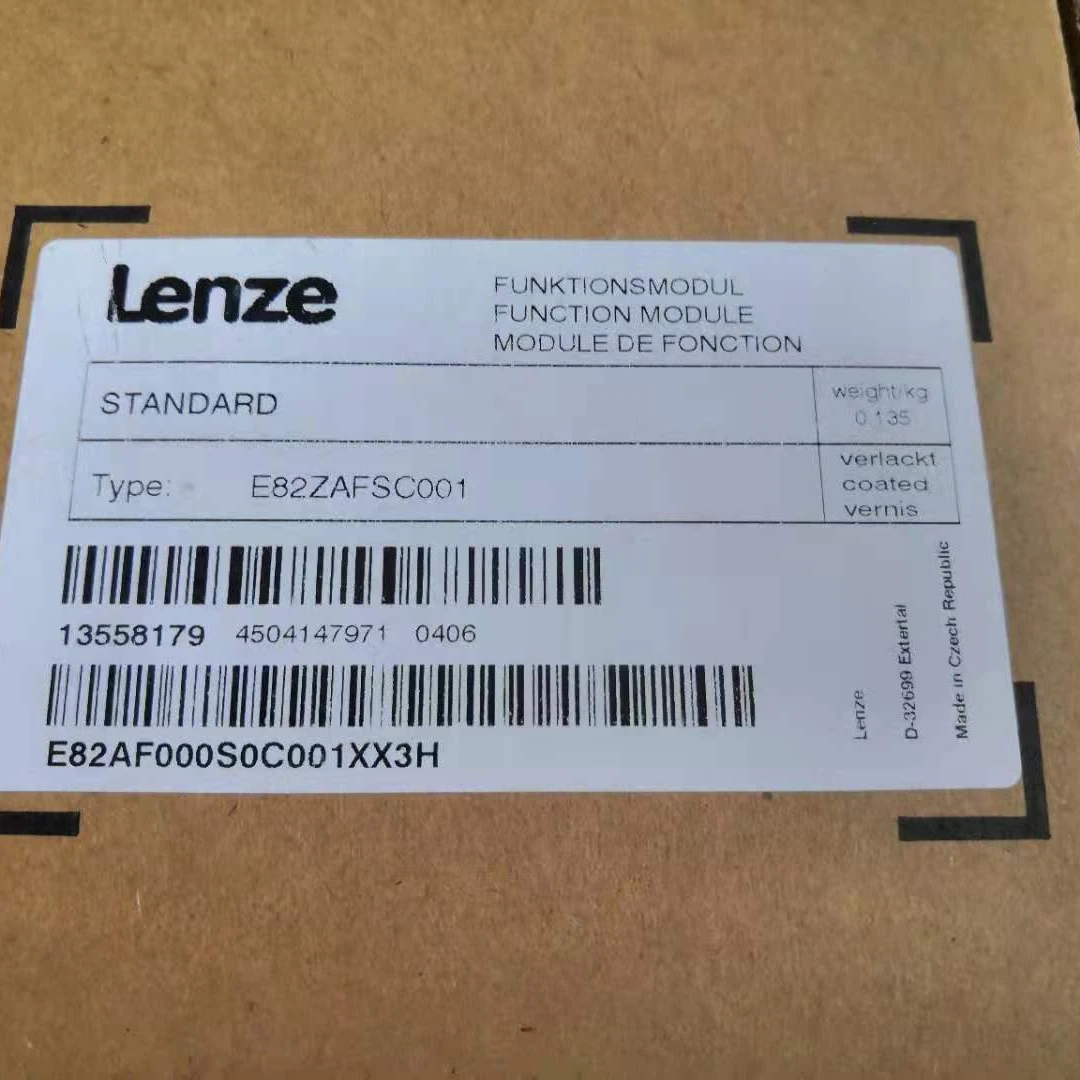 Lenze
FUNKTIONSMODUL
FUNCTION MODULE
MODULE DE FONCTION
STANDARD
weight/kg
0.135
Type: E82ZAFSC001
verlackt
coated
vernis
13558179 4504147971 0406
E82AF000S0C001XX3H
Lenze
D-32699 Extertal
Made in Czech Republic